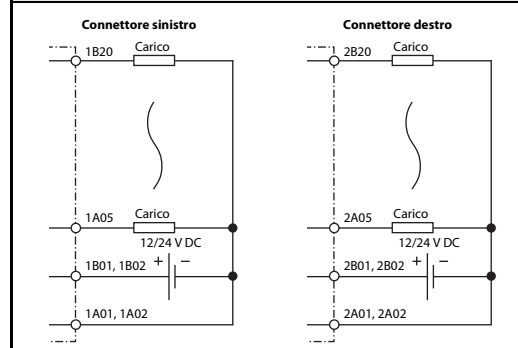 Connettore sinistro
1B20
Carico
1A05
Carico
12/24 V DC
+ −
1B01, 1B02
1A01, 1A02
Connettore destro
2B20
Carico
2A05
Carico
12/24 V DC
+ −
2B01, 2B02
2A01, 2A02